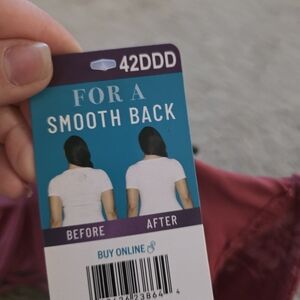 42DDD
FOR A
SMOOTH BACK
BEFORE AFTER
BUY ONLINE